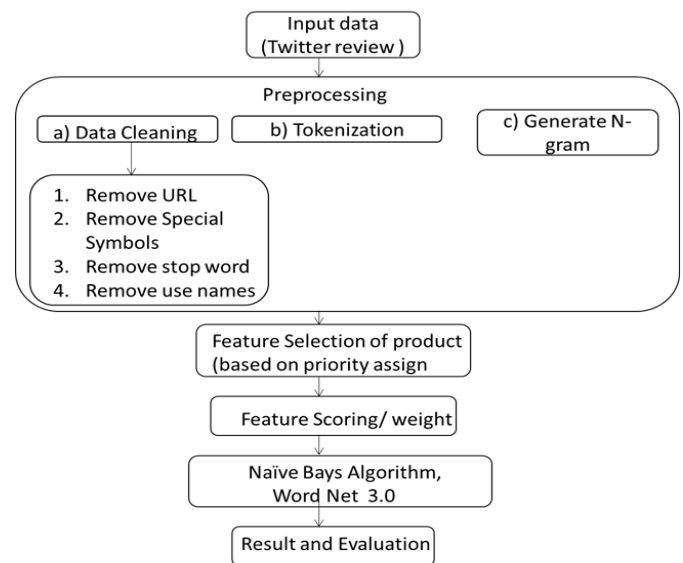 Input data
(Twitter review )
Preprocessing
a) Data Cleaning
b) Tokenization
c) Generate N-
gram
1. Remove URL
2. Remove Special
Symbols
3. Remove stop word
4. Remove use names
Feature Selection of product
(based on priority assign
Feature Scoring/ weight
Naïve Bays Algorithm,
Word Net 3.0
Result and Evaluation